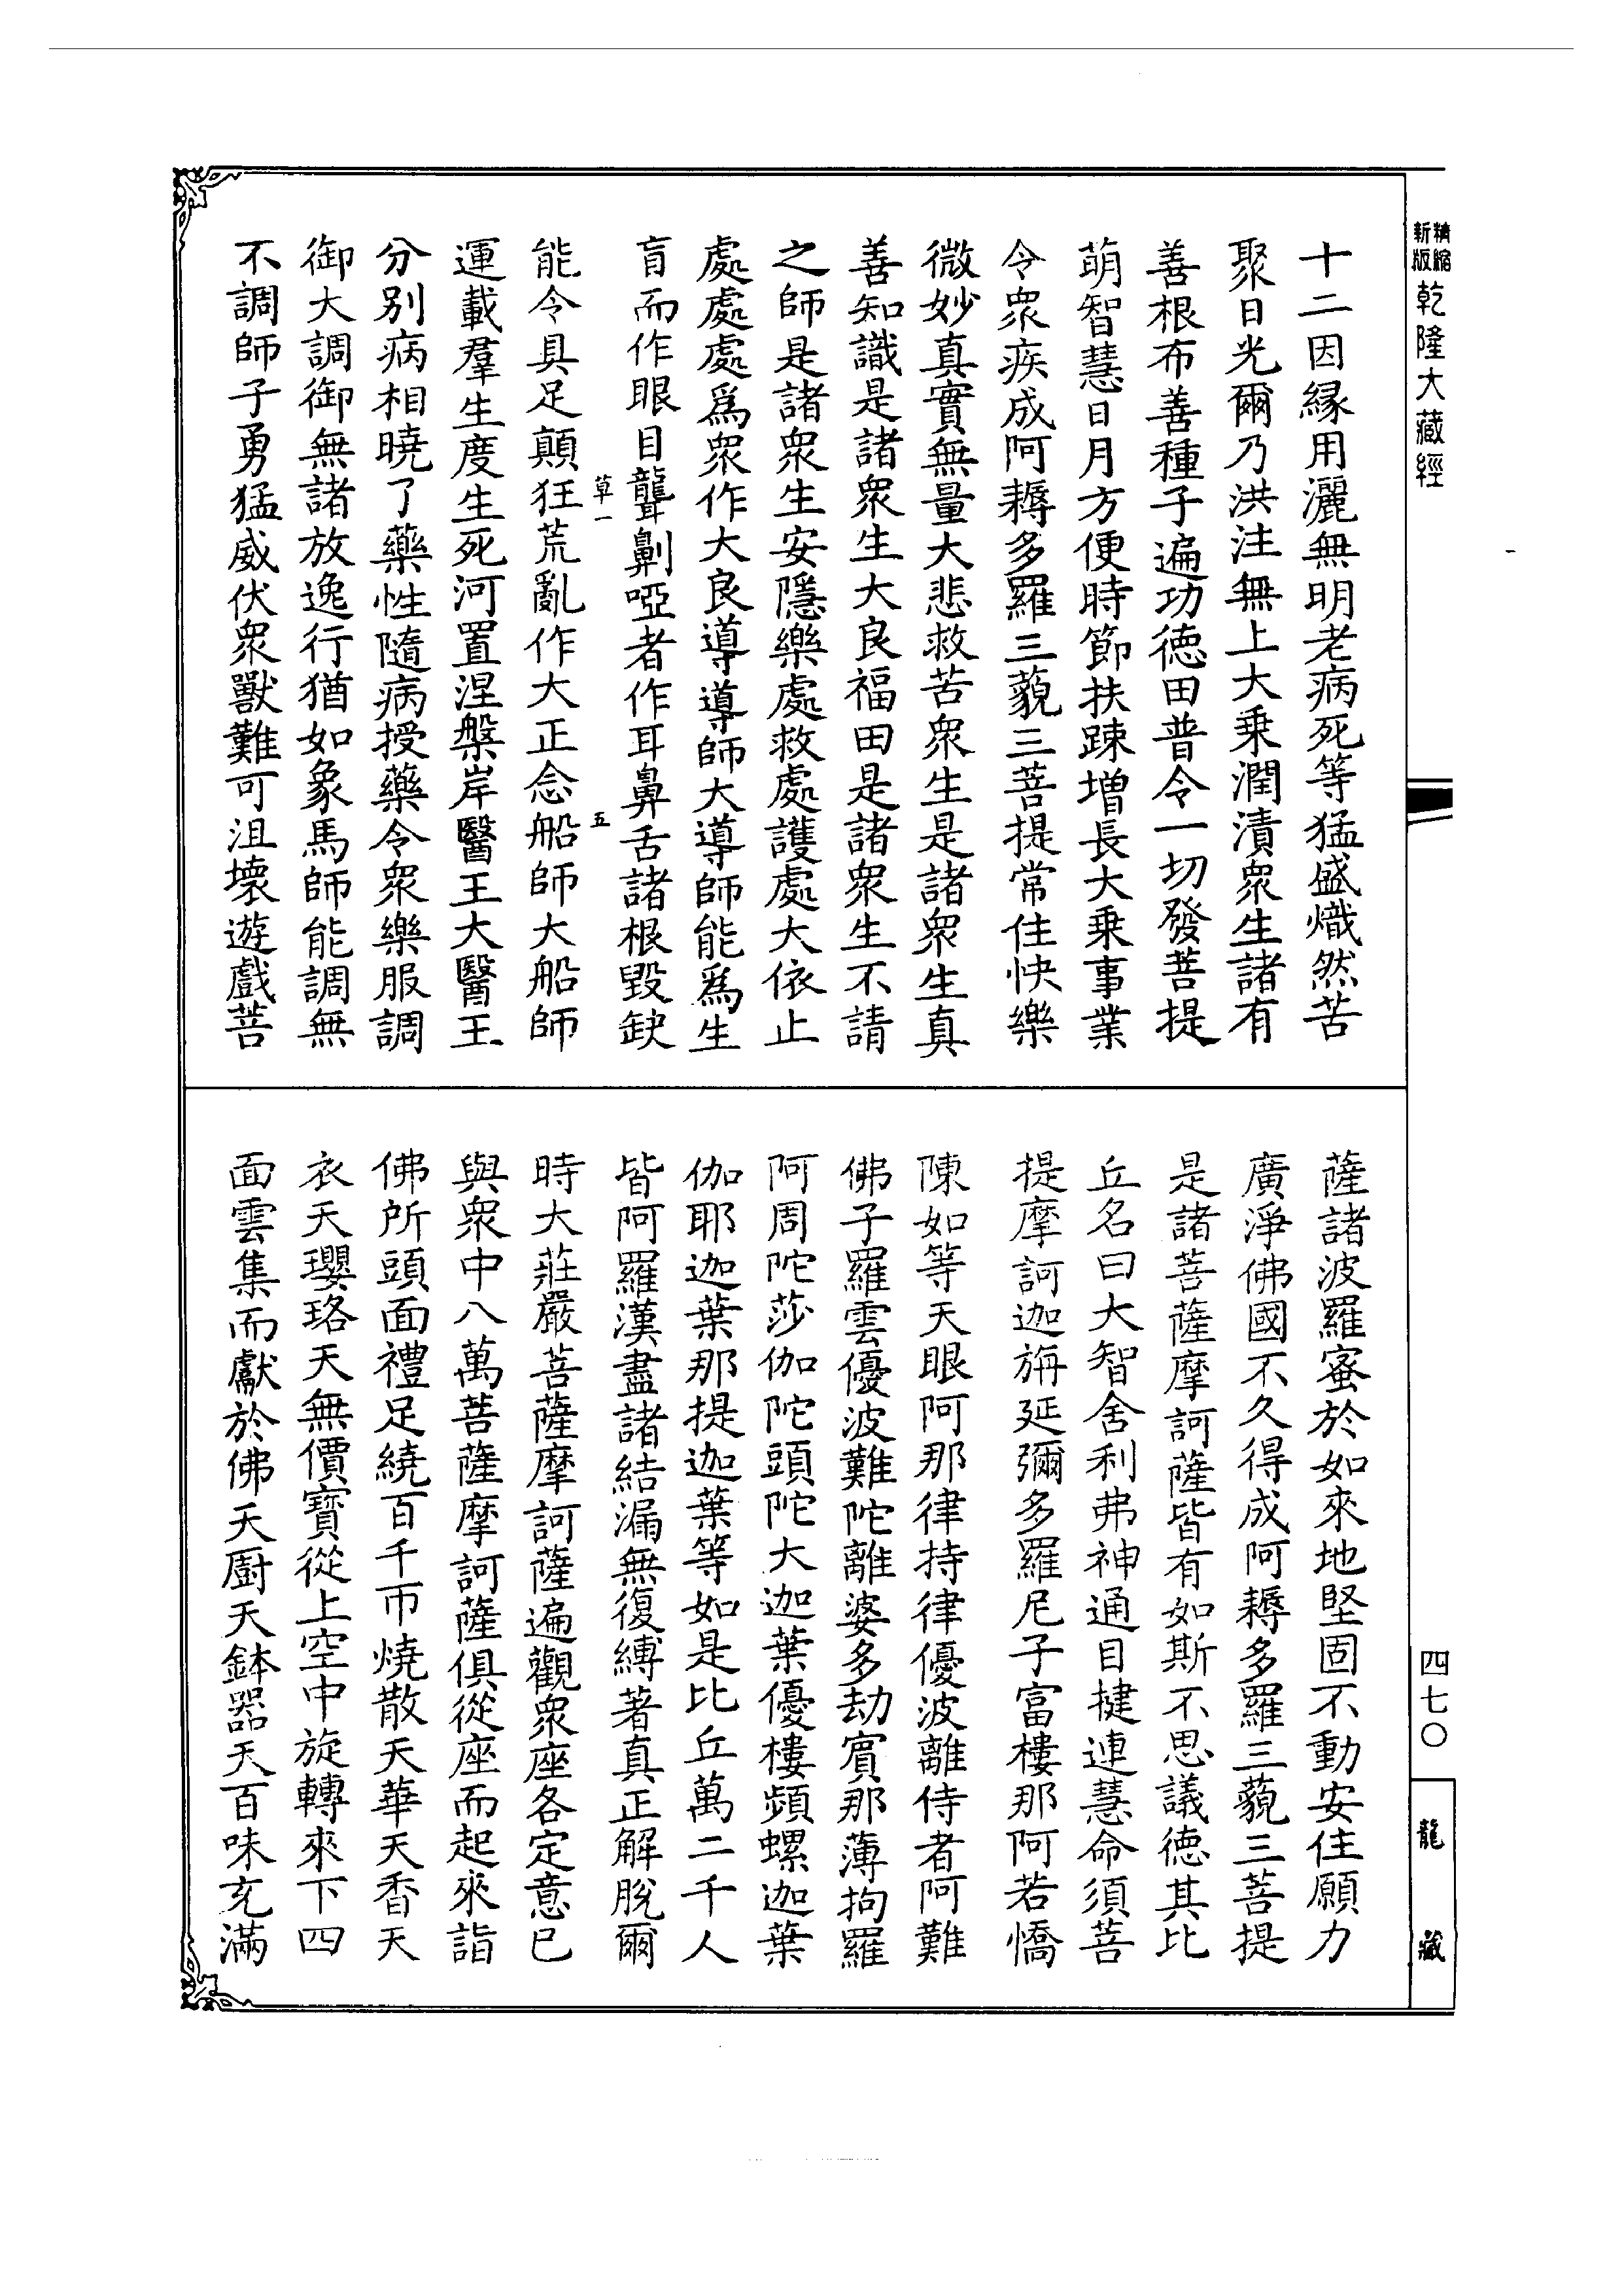 精縮新版乾隆大藏經
十二因緣用灑無明老病死等猛盛熾然苦
聚日光爾乃洪注無上大乘潤漬衆生諸有
善根布善種子遍功德田普令一切發菩提
萌智慧日月方便時節扶踈增長大乘事業
令衆疾成阿耨多羅三藐三菩提常住快樂
微妙真實無量大悲救苦衆生是諸衆生真
善知識是諸衆生大良福田是諸衆生不請
之師是諸衆生安隱樂處救處護處大依止
處處處爲衆作大良導導師大導師能爲生
盲而作眼目聾劓啞者作耳鼻舌諸根毀缺
草一
五
能令具足顛狂荒亂作大正念船師大船師
運載羣生度生死河置涅槃岸醫王大醫王
分別病相曉了藥性隨病授藥令衆樂服調
御大調御無諸放逸行猶如象馬師能調無
不調師子勇猛威伏衆獸難可沮壞遊戲菩
薩諸波羅蜜於如來地堅固不動安住願力
廣淨佛國不久得成阿耨多羅三藐三菩提
是諸菩薩摩訶薩皆有如斯不思議德其比
丘名曰大智舍利弗神通目揵連慧命須菩
提摩訶迦旃延彌多羅尼子富樓那阿若憍
陳如等天眼阿那律持律優波離侍者阿難
佛子羅雲優波難陀離婆多劫賓那薄拘羅
阿周陀莎伽陀頭陀大迦葉優樓頻螺迦葉
伽耶迦葉那提迦葉等如是比丘萬二千人
皆阿羅漢盡諸結漏無復縛著真正解脫爾
時大莊嚴菩薩摩訶薩遍觀衆座各定意已
與衆中八萬菩薩摩訶薩俱從座而起來詣
佛所頭面禮足繞百千帀燒散天華天香天
衣天瓔珞天無價寶從上空中旋轉來下四
面雲集而獻於佛天廚天鉢器天百味充滿
四七〇
龍藏